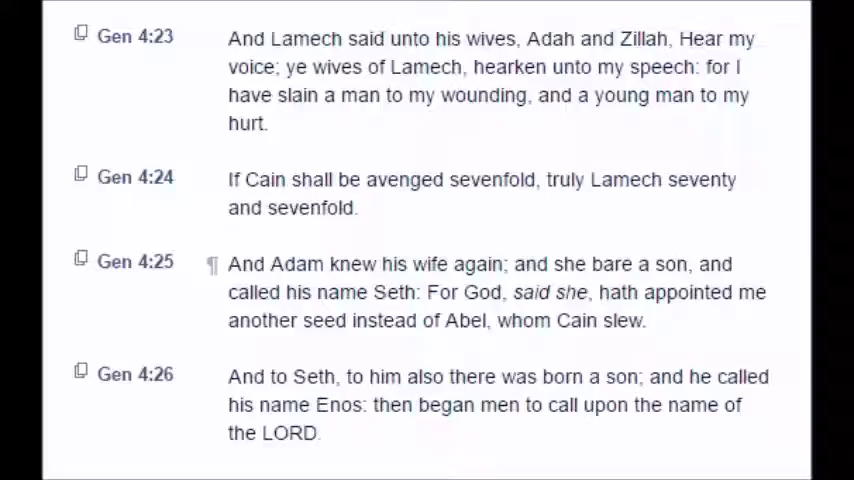 Gen 4:23 And Lamech said unto his wives, Adah and Zillah, Hear my
voice; ye wives of Lamech, hearken unto my speech: for I
have slain a man to my wounding, and a young man to my
hurt.
Gen 4:24 If Cain shall be avenged sevenfold, truly Lamech seventy
and sevenfold.
Gen 4:25 ¶ And Adam knew his wife again; and she bare a son, and
called his name Seth: For God, said she, hath appointed me
another seed instead of Abel, whom Cain slew.
Gen 4:26 And to Seth, to him also there was born a son; and he called
his name Enos: then began men to call upon the name of
the LORD.